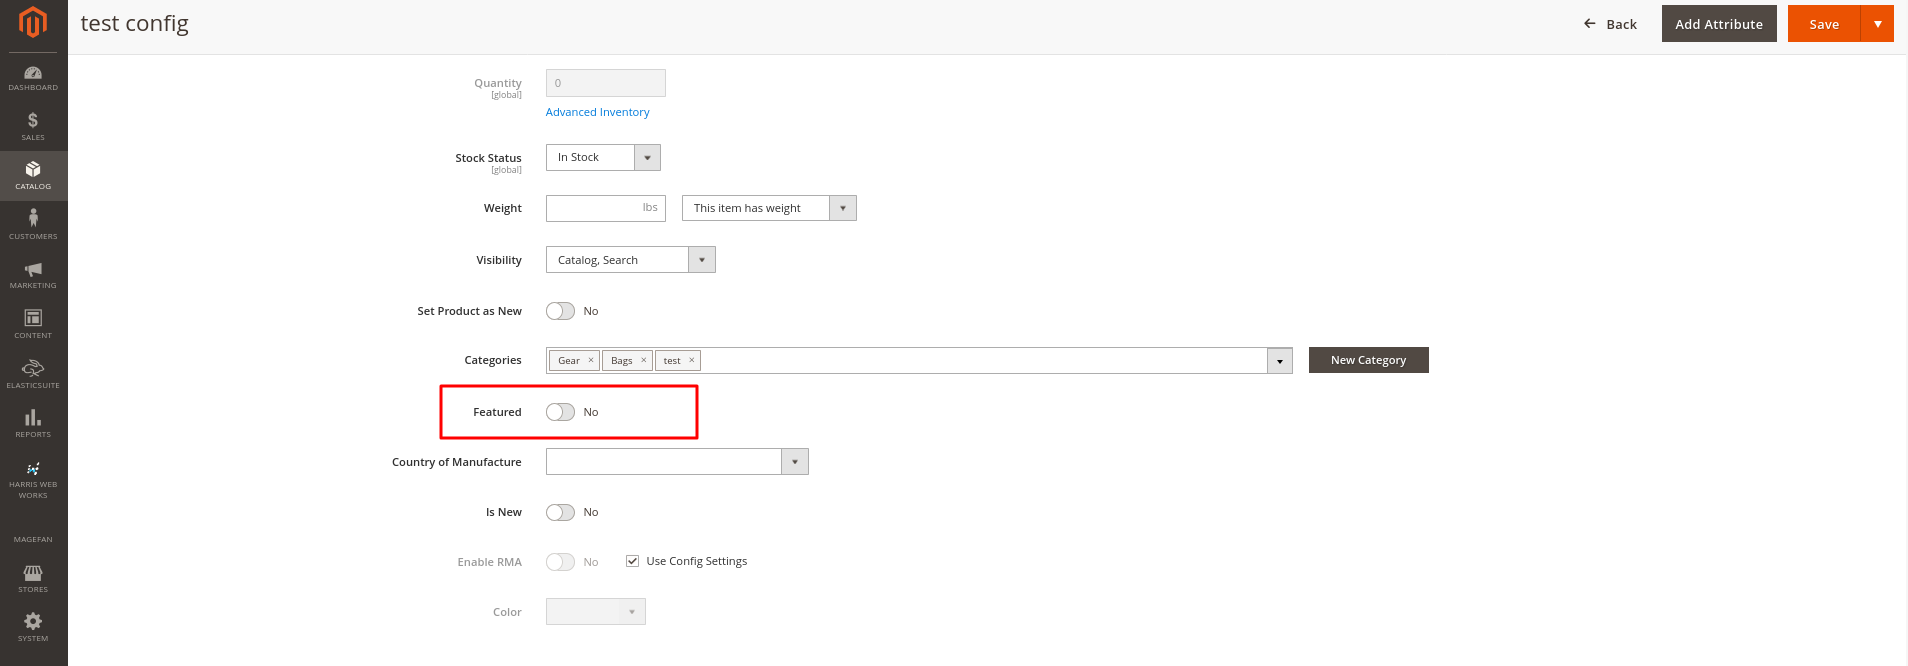 test config
Back
Add Attribute
Save
DASHBOARD
SALES
CATALOG
CUSTOMERS
MARKETING
CONTENT
ELASTICSUITE
REPORTS
HARRIS WEB
WORKS
MAGEFAN
STORES
SYSTEM
Quantity
[global]
0
Advanced Inventory
Stock Status
[global]
In Stock
Weight
lbs
This item has weight
Visibility
Catalog, Search
Set Product as New
No
Categories
Gear ×
Bags ×
test ×
New Category
Featured
No
Country of Manufacture
Is New
No
Enable RMA
No
Use Config Settings
Color